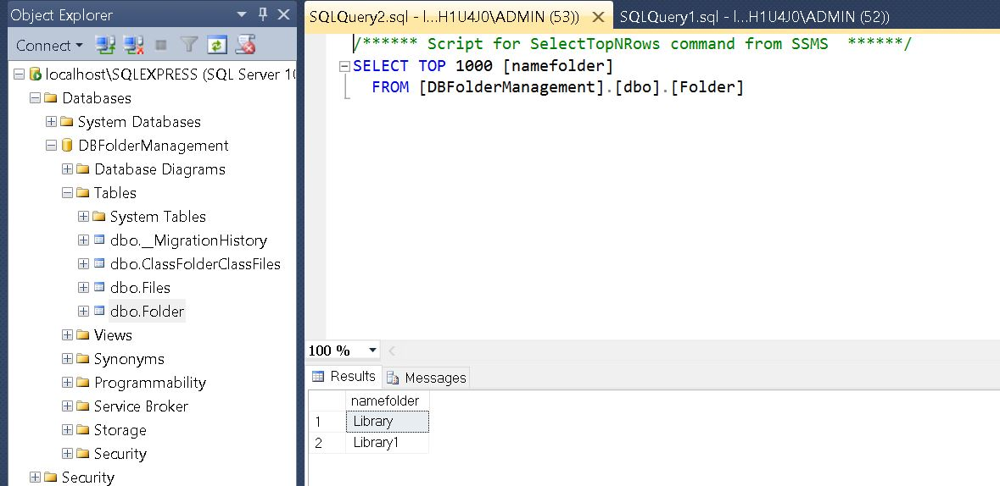 Object Explorer
Connect
localhost\SQLEXPRESS (SQL Server 10
Databases
System Databases
DBFolderManagement
Database Diagrams
Tables
System Tables
dbo.__MigrationHistory
dbo.ClassFolderClassFiles
dbo.Files
dbo.Folder
Views
Synonyms
Programmability
Service Broker
Storage
Security
Security
SQLQuery2.sql - l...H1U4J0\ADMIN (53))
SQLQuery1.sql - l...H1U4J0\ADMIN (52))
/****** Script for SelectTopNRows command from SSMS  ******/
SELECT TOP 1000 [namefolder]
FROM [DBFolderManagement].[dbo].[Folder]
100 %
Results
Messages
namefolder
1 Library
2 Library1